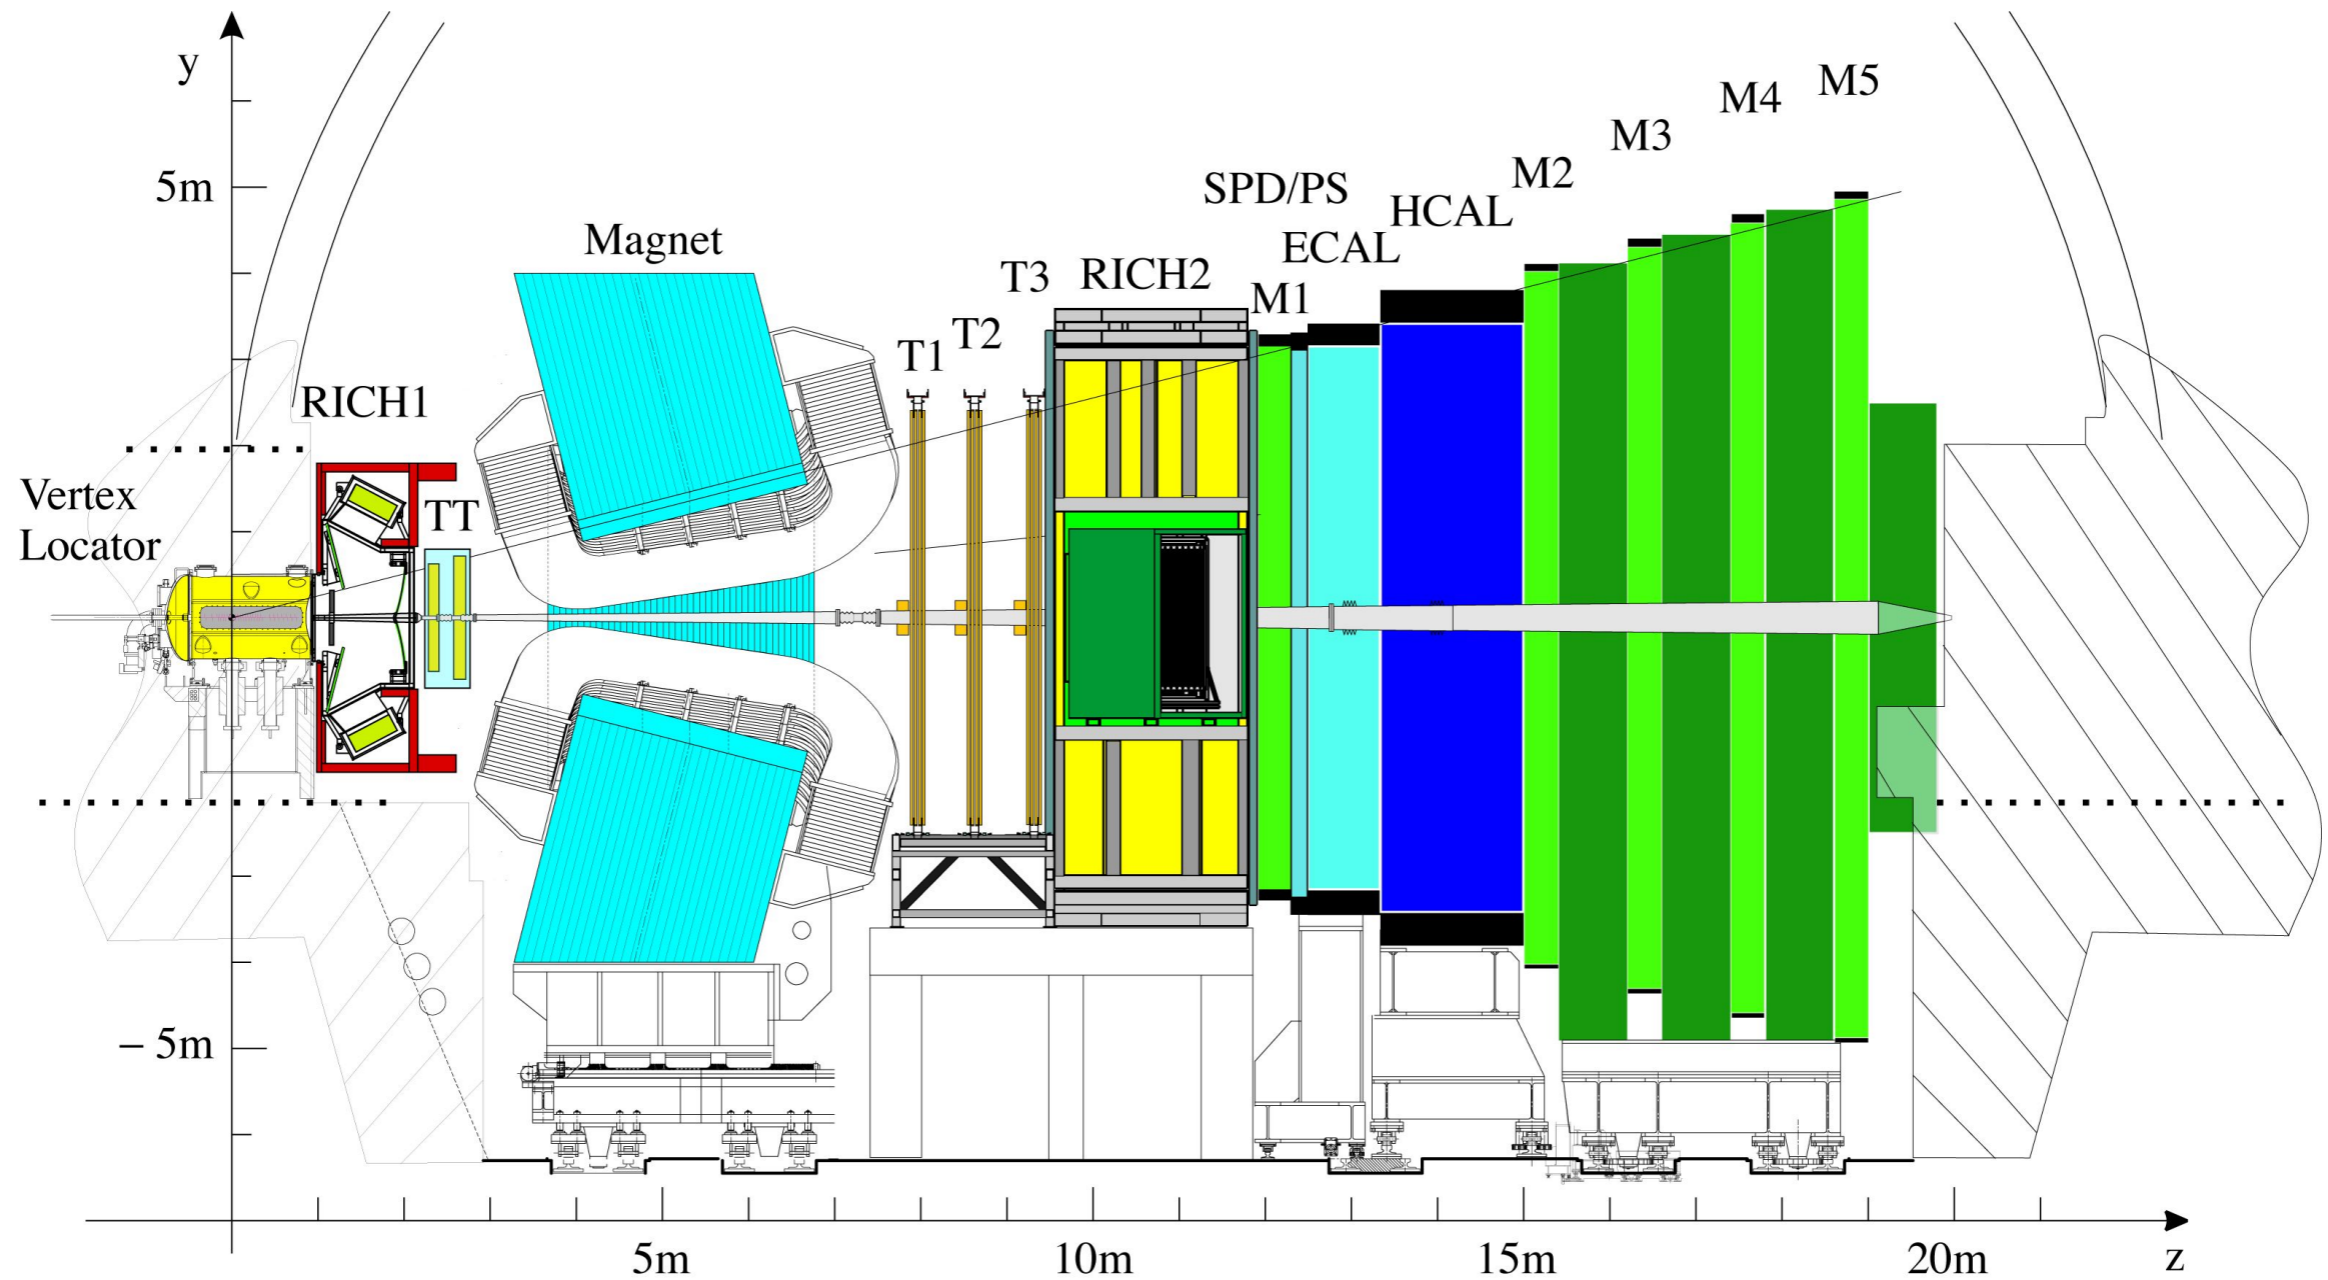 y
5m
− 5m
Vertex
Locator
RICH1
TT
Magnet
T1
T2
T3
RICH2
M1
SPD/PS
ECAL
HCAL
M2
M3
M4
M5
5m
10m
15m
20m
z